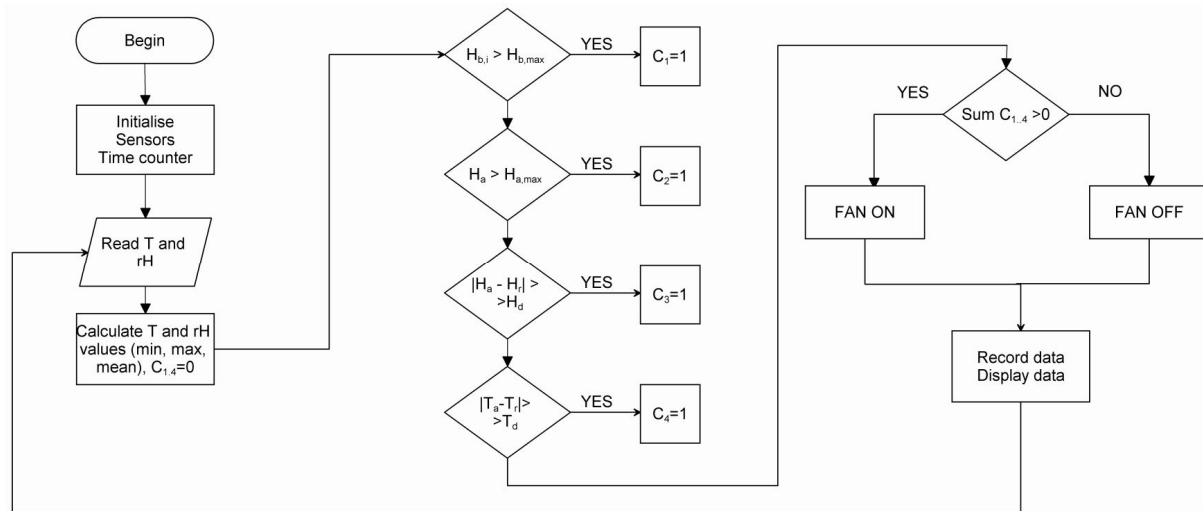 Begin
Initialise
Sensors
Time counter
Read T and
rH
Calculate T and rH
values (min, max,
mean), C1.4=0
Hb,i > Hb,max
YES
C1=1
Ha > Ha,max
YES
C2=1
|Ha - Hr| >
>Hd
YES
C3=1
|Ta-Tr|>
>Td
YES
C4=1
Sum C1..4 >0
YES
NO
FAN ON
FAN OFF
Record data
Display data